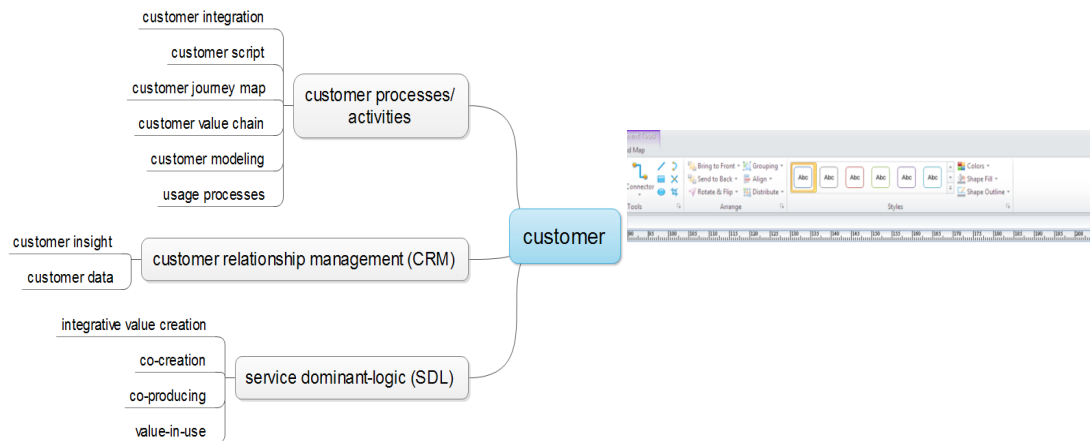 customer integration
customer script
customer journey map
customer value chain
customer modeling
usage processes
customer processes/
activities
customer insight
customer data
customer relationship management (CRM)
integrative value creation
co-creation
co-producing
value-in-use
service dominant-logic (SDL)
customer
d Map
Connector
Tools
Bring to Front
Grouping
Send to Back
Align
Rotate & Flip
Distribute
Arrange
Abc Abc Abc Abc Abc Abc
Styles
Colors
Shape Fill
Shape Outline